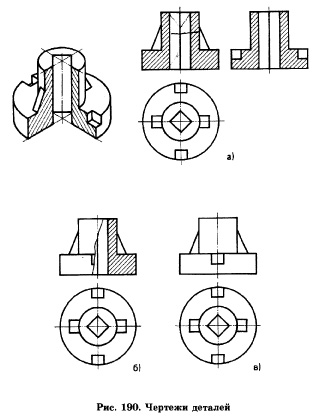 а)
б)
в)
Рис. 190. Чертежи деталей